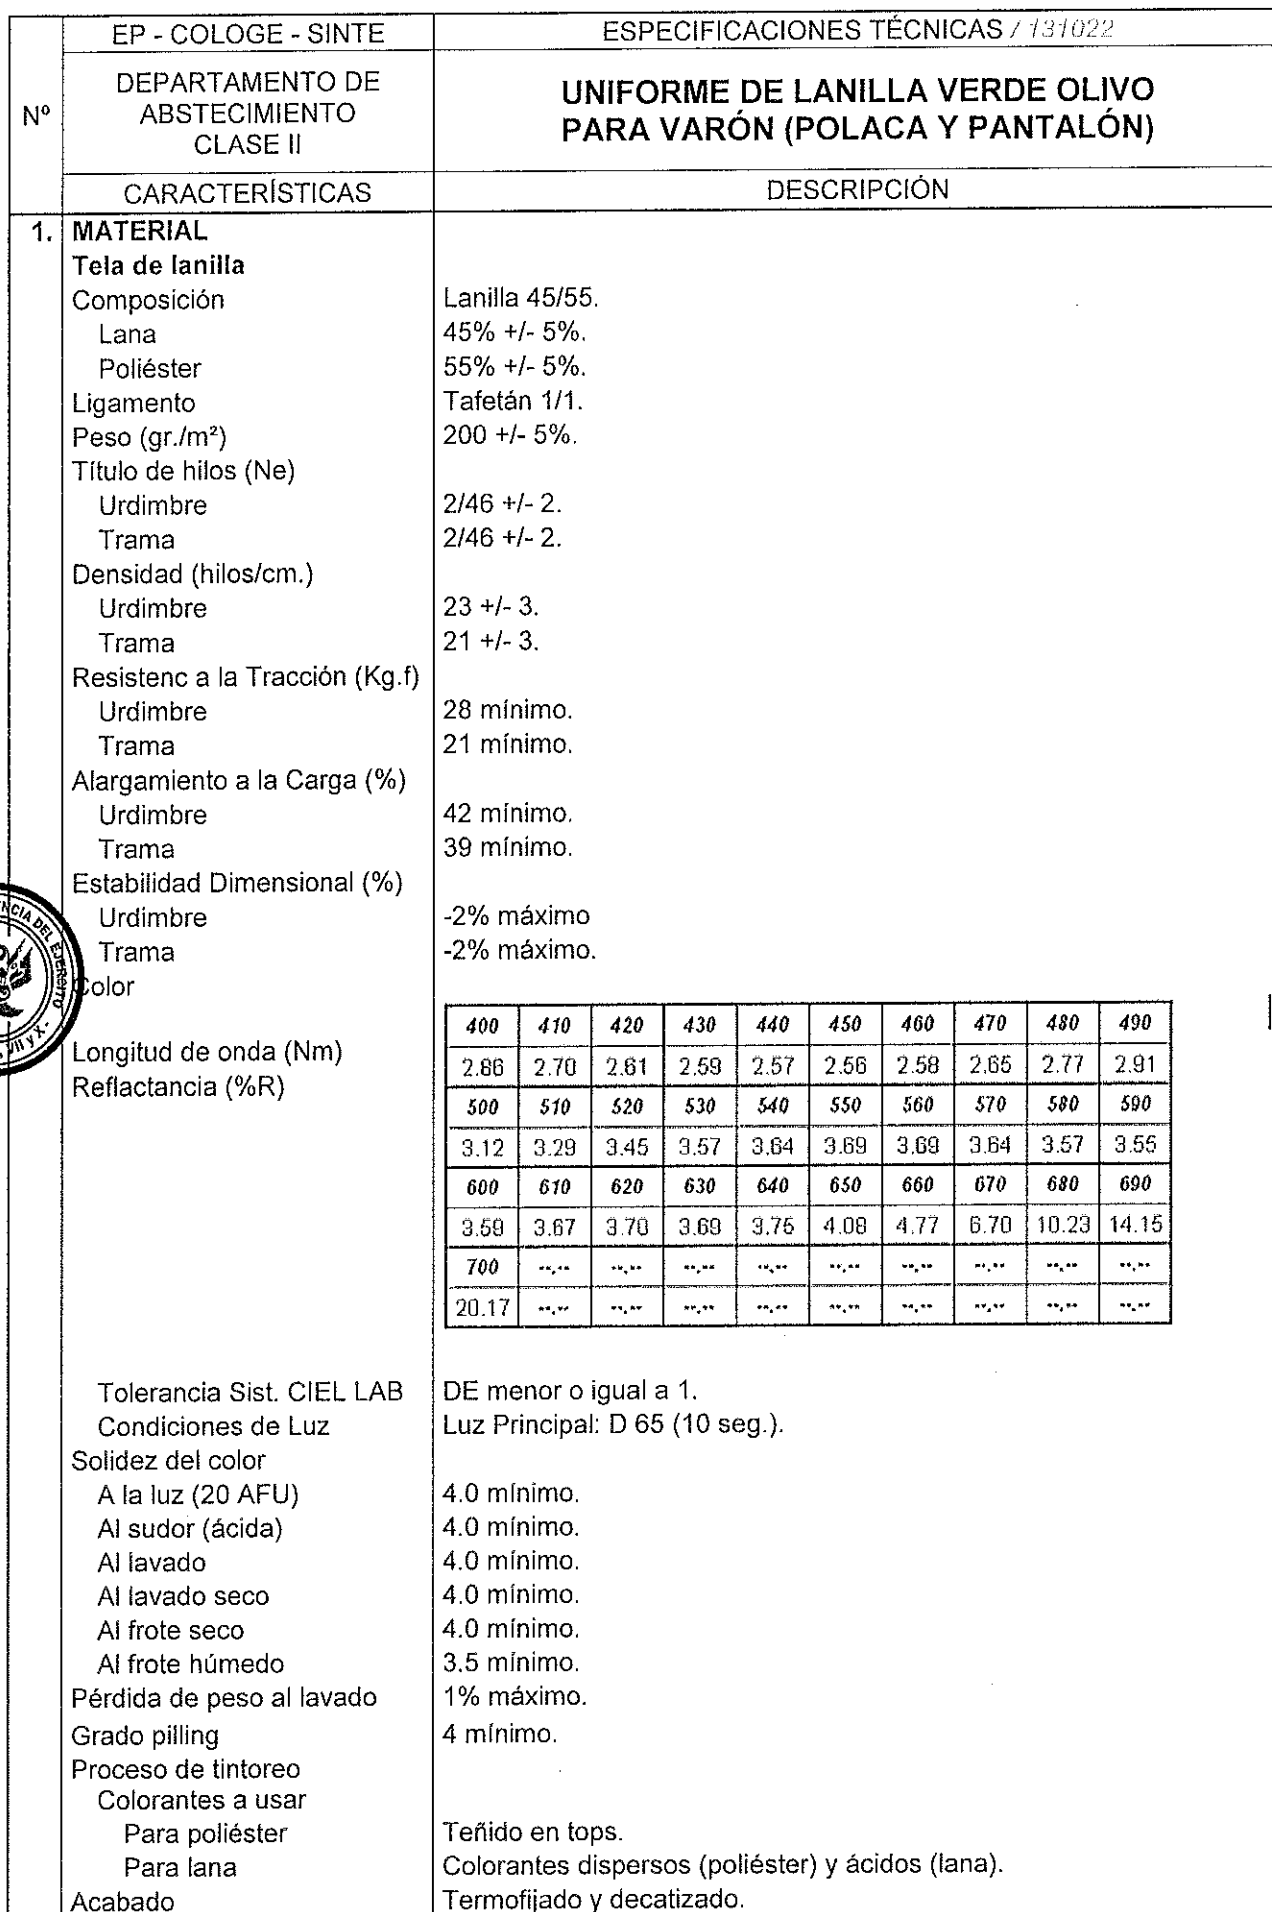 EP - COLOGE - SINTE ESPECIFICACIONES TÉCNICAS / 131022
Nº DEPARTAMENTO DE ABSTECIMIENTO CLASE II UNIFORME DE LANILLA VERDE OLIVO PARA VARÓN (POLACA Y PANTALÓN)
CARACTERÍSTICAS DESCRIPCIÓN
1. MATERIAL
Tela de lanilla
Composición Lanilla 45/55.
Lana 45% +/- 5%.
Poliéster 55% +/- 5%.
Ligamento Tafetán 1/1.
Peso (gr./m²) 200 +/- 5%.
Título de hilos (Ne)
Urdimbre 2/46 +/- 2.
Trama 2/46 +/- 2.
Densidad (hilos/cm.)
Urdimbre 23 +/- 3.
Trama 21 +/- 3.
Resistenc a la Tracción (Kg.f)
Urdimbre 28 mínimo.
Trama 21 mínimo.
Alargamiento a la Carga (%)
Urdimbre 42 mínimo.
Trama 39 mínimo.
Estabilidad Dimensional (%)
Urdimbre -2% máximo
Trama -2% máximo.
Color
Longitud de onda (Nm)
Reflactancia (%R)
400 410 420 430 440 450 460 470 480 490
2.86 2.70 2.61 2.59 2.57 2.56 2.58 2.65 2.77 2.91
500 510 520 530 540 550 560 570 580 590
3.12 3.29 3.45 3.57 3.64 3.69 3.69 3.64 3.57 3.55
600 610 620 630 640 650 660 670 680 690
3.59 3.67 3.70 3.69 3.75 4.08 4.77 6.70 10.23 14.15
700 --.-- --.-- --.-- --.-- --.-- --.-- --.-- --.-- --.--
20.17 --.-- --.-- --.-- --.-- --.-- --.-- --.-- --.-- --.--
Tolerancia Sist. CIEL LAB DE menor o igual a 1.
Condiciones de Luz Luz Principal: D 65 (10 seg.).
Solidez del color
A la luz (20 AFU) 4.0 mínimo.
Al sudor (ácida) 4.0 mínimo.
Al lavado 4.0 mínimo.
Al lavado seco 4.0 mínimo.
Al frote seco 4.0 mínimo.
Al frote húmedo 3.5 mínimo.
Pérdida de peso al lavado 1% máximo.
Grado pilling 4 mínimo.
Proceso de tintoreo
Colorantes a usar
Para poliéster Teñido en tops.
Para lana Colorantes dispersos (poliéster) y ácidos (lana).
Acabado Termofijado y decatizado.
DEL EJERCITO